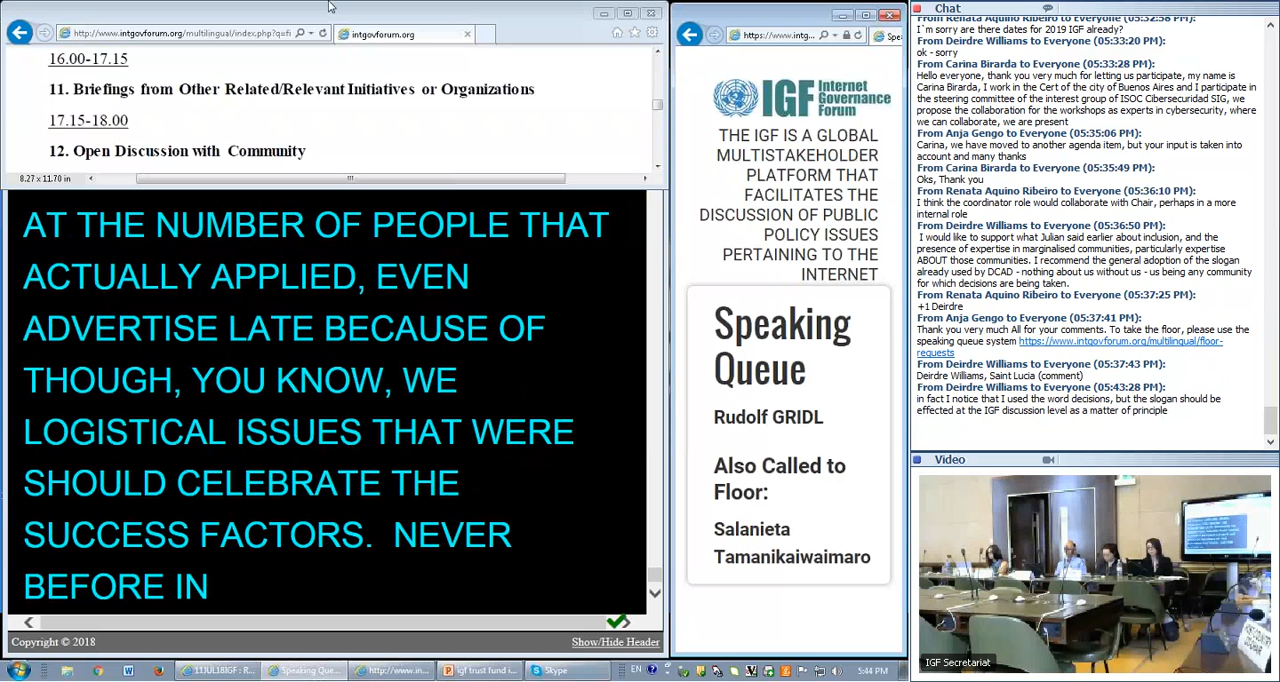 http://www.intgovforum.org/multilingual/index.php?q=fi
intgovforum.org
16.00-17.15
11. Briefings from Other Related/Relevant Initiatives or Organizations
17.15-18.00
12. Open Discussion with Community
8.27 x 11.70 in
AT THE NUMBER OF PEOPLE THAT
ACTUALLY APPLIED, EVEN
ADVERTISE LATE BECAUSE OF
THOUGH, YOU KNOW, WE
LOGISTICAL ISSUES THAT WERE
SHOULD CELEBRATE THE
SUCCESS FACTORS. NEVER
BEFORE IN
Copyright © 2018
Show/Hide Header
https://www.intg...
Spe
IGF Internet
Governance
Forum
THE IGF IS A GLOBAL
MULTISTAKEHOLDER
PLATFORM THAT
FACILITATES THE
DISCUSSION OF PUBLIC
POLICY ISSUES
PERTAINING TO THE
INTERNET
Speaking
Queue
Rudolf GRIDL
Also Called to
Floor:
Salanieta
Tamanikaiwaimaro
Chat
From Renata Aquino Ribeiro to Everyone (05:32:58 PM):
I`m sorry are there dates for 2019 IGF already?
From Deirdre Williams to Everyone (05:33:20 PM):
ok - sorry
From Carina Birarda to Everyone (05:33:28 PM):
Hello everyone, thank you very much for letting us participate, my name is
Carina Birarda, I work in the Cert of the city of Buenos Aires and I participate in
the steering committee of the interest group of ISOC Cibersecuridad SIG, we
propose the collaboration for the workshops as experts in cybersecurity, where
we can collaborate, we are present
From Anja Gengo to Everyone (05:35:06 PM):
Carina, we have moved to another agenda item, but your input is taken into
account and many thanks
From Carina Birarda to Everyone (05:35:49 PM):
Oks, Thank you
From Renata Aquino Ribeiro to Everyone (05:36:10 PM):
I think the coordinator role would collaborate with Chair, perhaps in a more
internal role
From Deirdre Williams to Everyone (05:36:50 PM):
I would like to support what Julian said earlier about inclusion, and the
presence of expertise in marginalised communities, particularly expertise
ABOUT those communities. I recommend the general adoption of the slogan
already used by DCAD - nothing about us without us - us being any community
for which decisions are being taken.
From Renata Aquino Ribeiro to Everyone (05:37:25 PM):
+1 Deirdre
From Anja Gengo to Everyone (05:37:41 PM):
Thank you very much All for your comments. To take the floor, please use the
speaking queue system https://www.intgovforum.org/multilingual/floor-
requests
From Deirdre Williams to Everyone (05:37:43 PM):
Deirdre Williams, Saint Lucia (comment)
From Deirdre Williams to Everyone (05:43:28 PM):
in fact I notice that I used the word decisions, but the slogan should be
effected at the IGF discussion level as a matter of principle
Video
IGF Secretariat
11JUL18IGF : R...
Speaking Que...
http://www.in...
igf trust fund i...
Skype
EN
5:44 PM